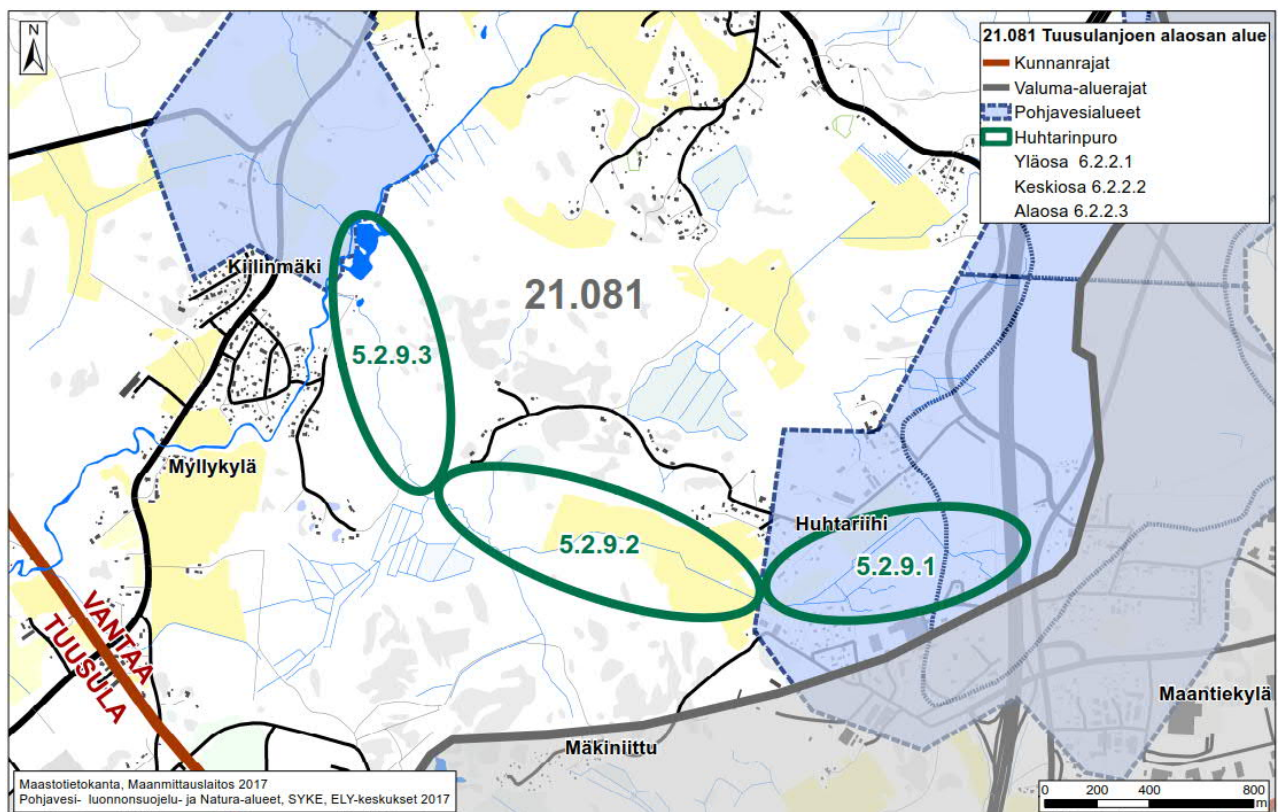 N
21.081 Tuusulanjoen alaosan alue
Kunnanrajat
Valuma-aluerajat
Pohjavesialueet
Huhtarinpuro
Yläosa 6.2.2.1
Keskiosa 6.2.2.2
Alaosa 6.2.2.3
Kiilinmäki
21.081
5.2.9.3
Myllykylä
Huhtariihi
5.2.9.2
5.2.9.1
VANTAA
TUUSULA
Maantiekylä
Mäkiniittu
Maastotietokanta, Maanmittauslaitos 2017
Pohjavesi- luonnonsuojelu- ja Natura-alueet, SYKE, ELY-keskukset 2017
0 200 400 800
m